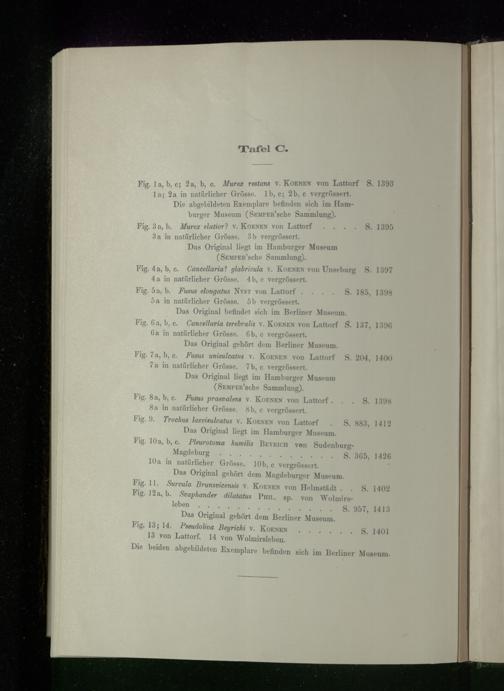 Tafel C.
Fig. 1a, b, c; 2a, b, c. Murex restans v. Koenen von Lattorf S. 1393
1a; 2a in natürlicher Grösse. 1b, c; 2b, c vergrössert.
Die abgebildeten Exemplare befinden sich im Ham-
burger Museum (Semper'sche Sammlung).
Fig. 3a, b. Murex elatior? v. Koenen von Lattorf . . . . S. 1395
3a in natürlicher Grösse. 3b vergrössert.
Das Original liegt im Hamburger Museum
(Semper'sche Sammlung).
Fig. 4a, b, c. Cancellaria? glabricula v. Koenen von Unseburg S. 1397
4a in natürlicher Grösse. 4b, c vergrössert.
Fig. 5a, b. Fusus elongatus Nyst von Lattorf . . . . S. 185, 1398
5a in natürlicher Grösse. 5b vergrössert.
Das Original befindet sich im Berliner Museum.
Fig. 6a, b, c. Cancellaria terebralis v. Koenen von Lattorf S. 137, 1396
6a in natürlicher Grösse. 6b, c vergrössert.
Das Original gehört dem Berliner Museum.
Fig. 7a, b, c. Fusus unisulcatus v. Koenen von Lattorf S. 204, 1400
7a in natürlicher Grösse. 7b, c vergrössert.
Das Original liegt im Hamburger Museum
(Semper'sche Sammlung).
Fig. 8a, b, c. Fusus praevalens v. Koenen von Lattorf . . . S. 1398
8a in natürlicher Grösse. 8b, c vergrössert.
Fig. 9. Trochus laevisulcatus v. Koenen von Lattorf . S. 883, 1412
Das Original liegt im Hamburger Museum.
Fig. 10a, b, c. Pleurotoma humilis Beyrich von Sudenburg-
Magdeburg . . . . . . . . . . . . S. 365, 1426
10a in natürlicher Grösse. 10b, c vergrössert.
Das Original gehört dem Magdeburger Museum.
Fig. 11. Surcula Brunsvicensis v. Koenen von Helmstädt . . S. 1402
Fig. 12a, b. Scaphander dilatatus Phil. sp. von Wolmirs-
leben . . . . . . . . . . . . . . S. 957, 1413
Das Original gehört dem Berliner Museum.
Fig. 13; 14. Pseudoliva Beyrichi v. Koenen . . . . . . S. 1401
13 von Lattorf. 14 von Wolmirsleben.
Die beiden abgebildeten Exemplare befinden sich im Berliner Museum.